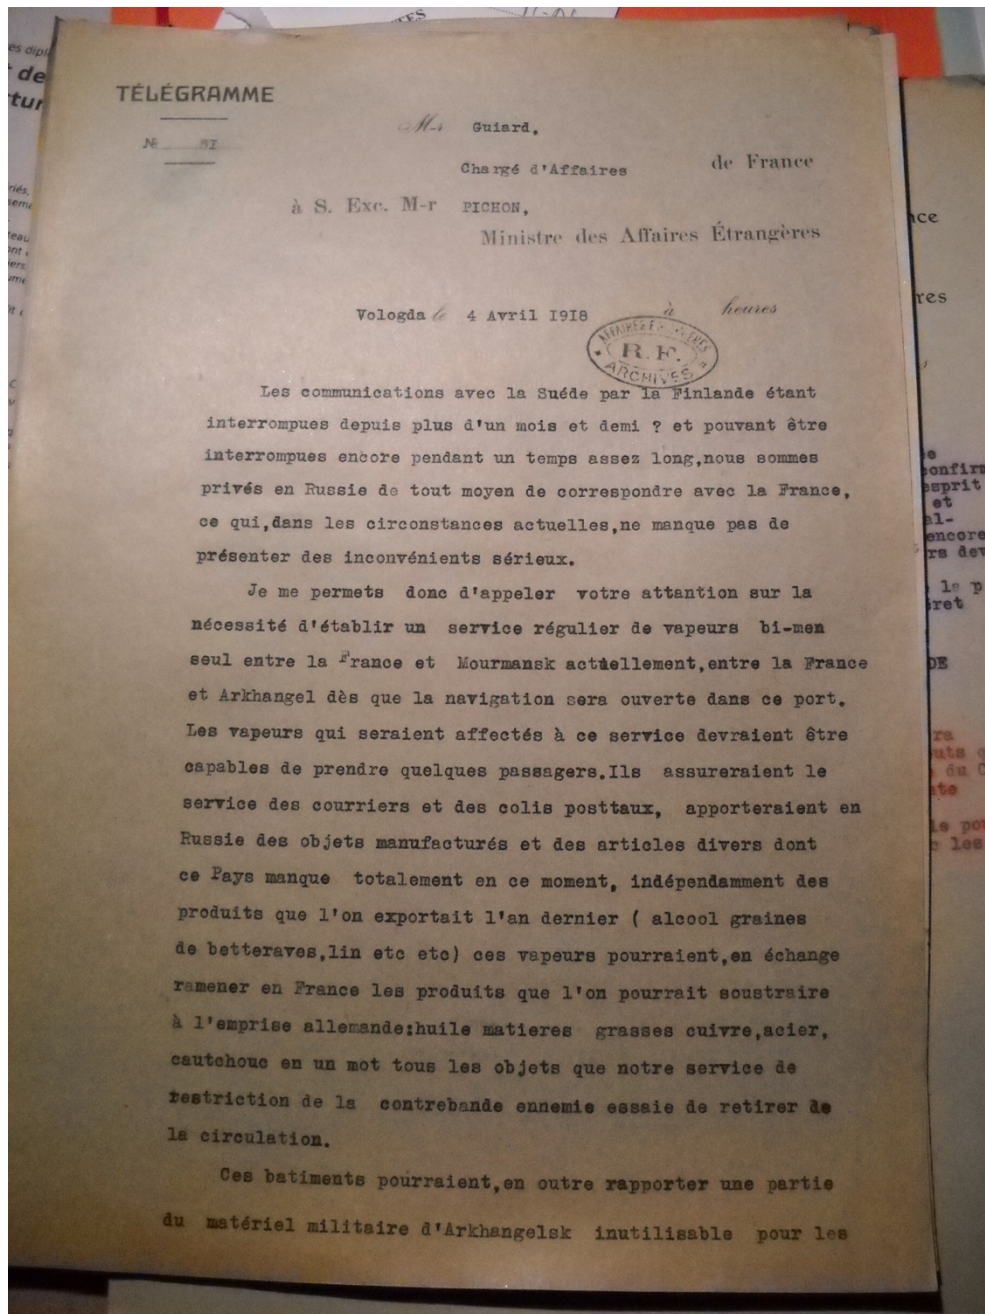 TÉLÉGRAMME
№
M-r Guiard,
Chargé d'Affaires de France
à S. Exc. M-r PICHON,
Ministre des Affaires Étrangères
Vologda le 4 Avril 1918 à heures
R. F.
ARCHIVES
Les communications avec la Suéde par la Finlande étant
interrompues depuis plus d'un mois et demi ? et pouvant être
interrompues encore pendant un temps assez long,nous sommes
privés en Russie de tout moyen de correspondre avec la France,
ce qui,dans les circonstances actuelles,ne manque pas de
présenter des inconvénients sérieux.
Je me permets donc d'appeler votre attantion sur la
nécessité d'établir un service régulier de vapeurs bi-men
seul entre la France et Mourmansk actuellement,entre la France
et Arkhangel dès que la navigation sera ouverte dans ce port.
Les vapeurs qui seraient affectés à ce service devraient être
capables de prendre quelques passagers.Ils assureraient le
service des courriers et des colis posttaux, apporteraient en
Russie des objets manufacturés et des articles divers dont
ce Pays manque totalement en ce moment, indépendamment des
produits que l'on exportait l'an dernier ( alcool graines
de betteraves,lin etc etc) ces vapeurs pourraient,en échange
ramener en France les produits que l'on pourrait soustraire
à l'emprise allemande:huile matieres grasses cuivre,acier,
cautchouc en un mot tous les objets que notre service de
restriction de la contrebande ennemie essaie de retirer de
la circulation.
Ces batiments pourraient,en outre rapporter une partie
du matériel militaire d'Arkhangelsk inutilisable pour les